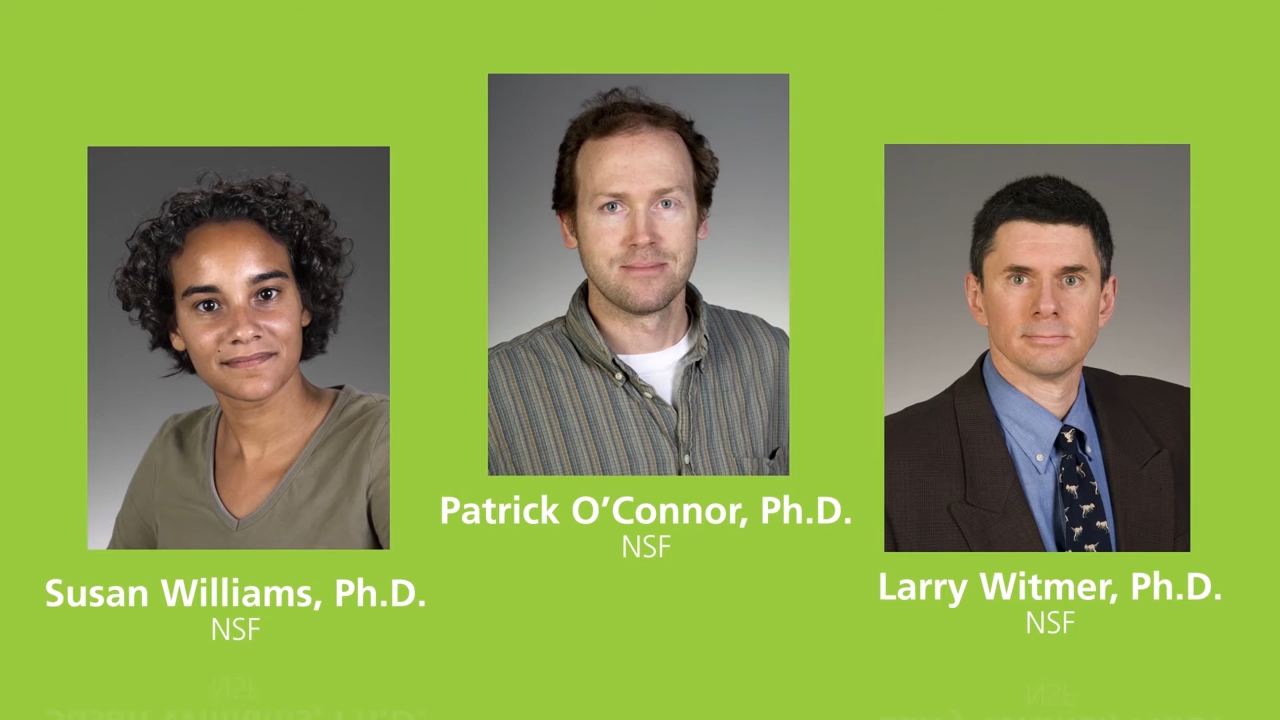 Susan Williams, Ph.D.
NSF
Patrick O’Connor, Ph.D.
NSF
Larry Witmer, Ph.D.
NSF